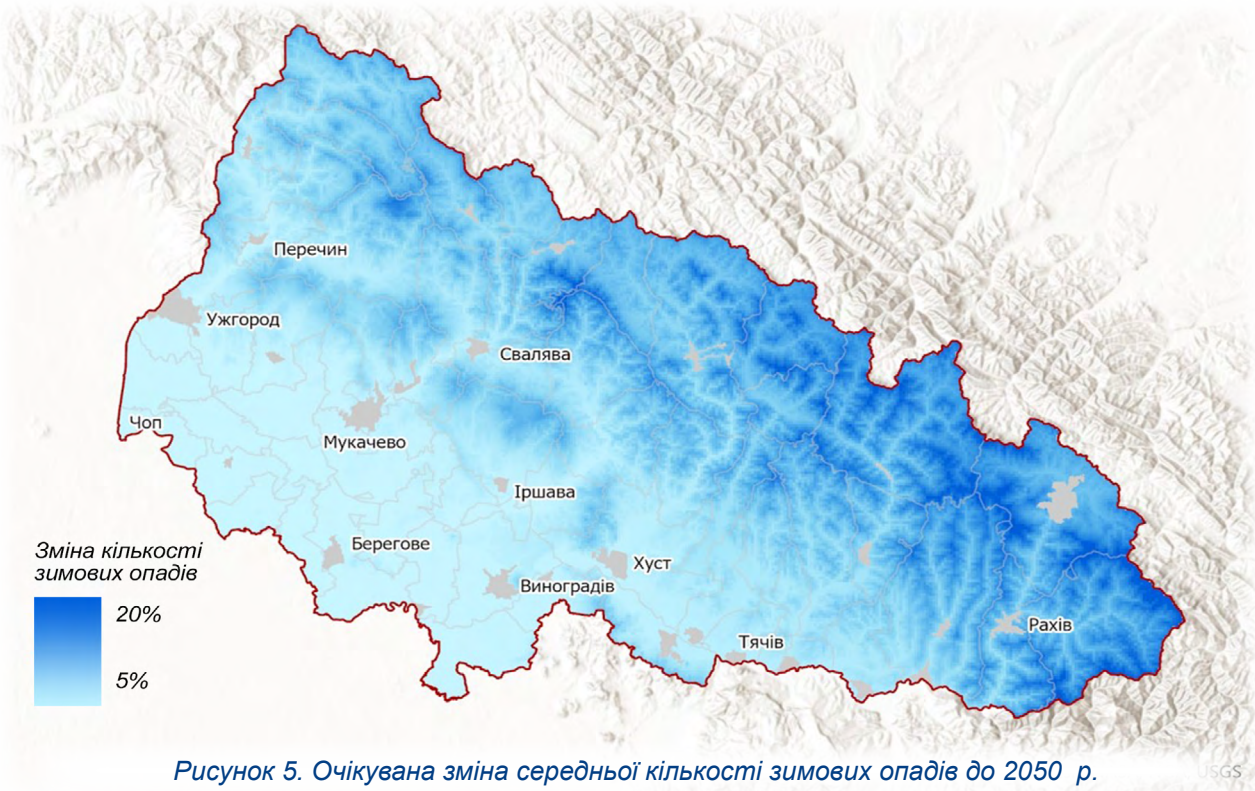 Перечин
Ужгород
Свалява
Чоп
Мукачево
Іршава
Берегове
Хуст
Виноградів
Рахів
Тячів
Зміна кількості
зимових опадів
20%
5%
Рисунок 5. Очікувана зміна середньої кількості зимових опадів до 2050 р.
USGS